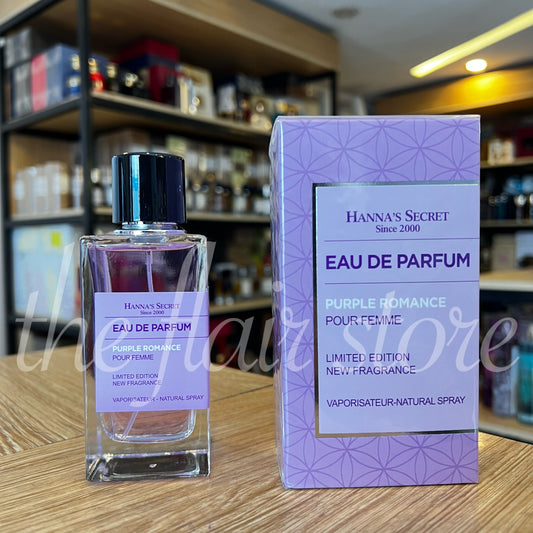 HANNA'S SECRET
Since 2000
EAU DE PARFUM
PURPLE ROMANCE
POUR FEMME
LIMITED EDITION
NEW FRAGRANCE
VAPORISATEUR - NATURAL SPRAY
HANNA'S SECRET
Since 2000
EAU DE PARFUM
PURPLE ROMANCE
POUR FEMME
LIMITED EDITION
NEW FRAGRANCE
VAPORISATEUR-NATURAL SPRAY
the flair store